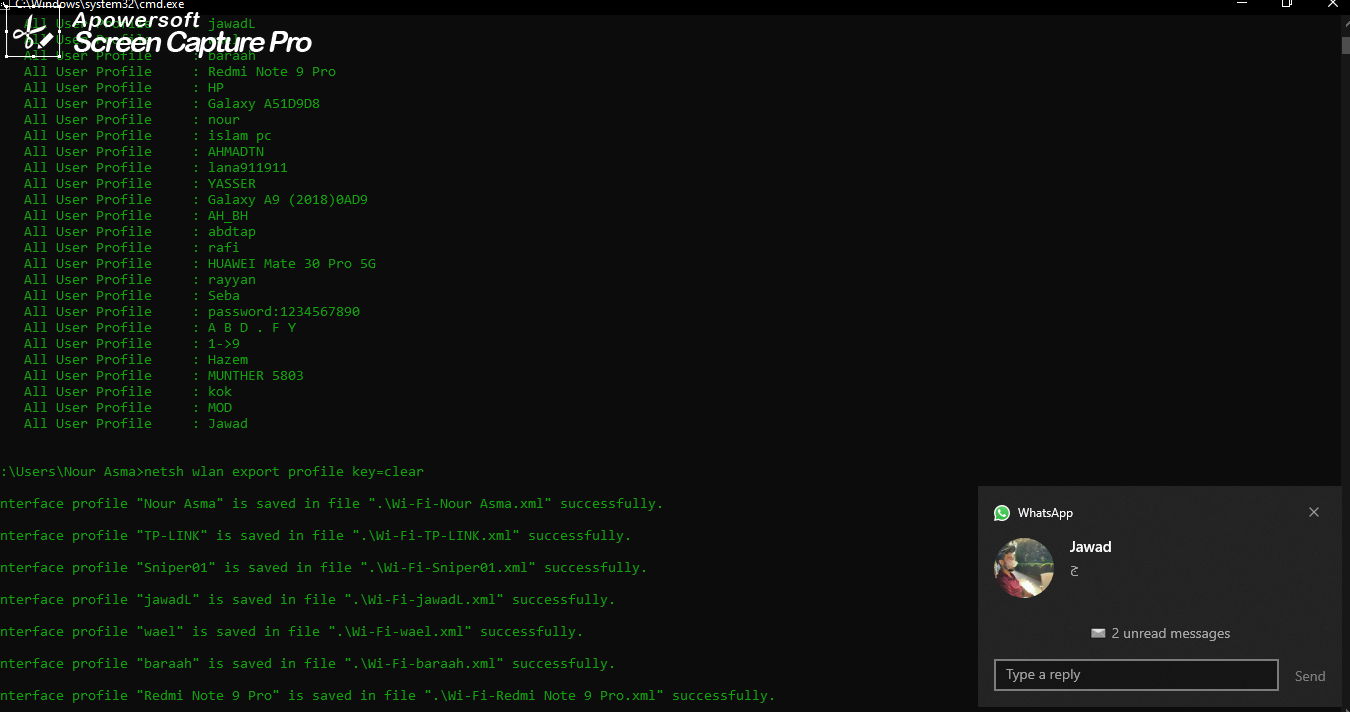 C:\Windows\system32\cmd.exe
Apowersoft
Screen Capture Pro
All User Profile : jawadL
All User Profile : baraah
All User Profile : Redmi Note 9 Pro
All User Profile : HP
All User Profile : Galaxy A51D9D8
All User Profile : nour
All User Profile : islam pc
All User Profile : AHMADTN
All User Profile : lana911911
All User Profile : YASSER
All User Profile : Galaxy A9 (2018)0AD9
All User Profile : AH_BH
All User Profile : abdtap
All User Profile : rafi
All User Profile : HUAWEI Mate 30 Pro 5G
All User Profile : rayyan
All User Profile : Seba
All User Profile : password:1234567890
All User Profile : A B D . F Y
All User Profile : 1->9
All User Profile : Hazem
All User Profile : MUNTHER 5803
All User Profile : kok
All User Profile : MOD
All User Profile : Jawad
:\Users\Nour Asma>netsh wlan export profile key=clear
nterface profile "Nour Asma" is saved in file ".\Wi-Fi-Nour Asma.xml" successfully.
nterface profile "TP-LINK" is saved in file ".\Wi-Fi-TP-LINK.xml" successfully.
nterface profile "Sniper01" is saved in file ".\Wi-Fi-Sniper01.xml" successfully.
nterface profile "jawadL" is saved in file ".\Wi-Fi-jawadL.xml" successfully.
nterface profile "wael" is saved in file ".\Wi-Fi-wael.xml" successfully.
nterface profile "baraah" is saved in file ".\Wi-Fi-baraah.xml" successfully.
nterface profile "Redmi Note 9 Pro" is saved in file ".\Wi-Fi-Redmi Note 9 Pro.xml" successfully.
WhatsApp
Jawad
ج
2 unread messages
Type a reply
Send